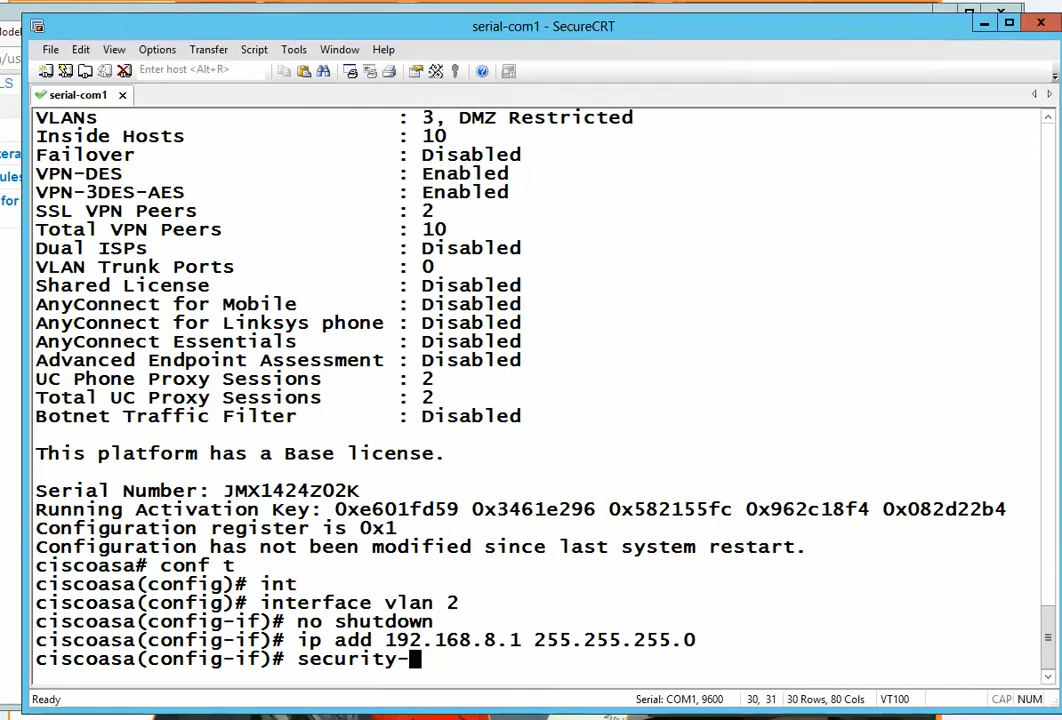 serial-com1 - SecureCRT
File Edit View Options Transfer Script Tools Window Help
Enter host <Alt+R>
serial-com1
VLANs : 3, DMZ Restricted
Inside Hosts : 10
Failover : Disabled
VPN-DES : Enabled
VPN-3DES-AES : Enabled
SSL VPN Peers : 2
Total VPN Peers : 10
Dual ISPs : Disabled
VLAN Trunk Ports : 0
Shared License : Disabled
AnyConnect for Mobile : Disabled
AnyConnect for Linksys phone : Disabled
AnyConnect Essentials : Disabled
Advanced Endpoint Assessment : Disabled
UC Phone Proxy Sessions : 2
Total UC Proxy Sessions : 2
Botnet Traffic Filter : Disabled
This platform has a Base license.
Serial Number: JMX1424Z02K
Running Activation Key: 0xe601fd59 0x3461e296 0x582155fc 0x962c18f4 0x082d22b4
Configuration register is 0x1
Configuration has not been modified since last system restart.
ciscoasa# conf t
ciscoasa(config)# int
ciscoasa(config)# interface vlan 2
ciscoasa(config-if)# no shutdown
ciscoasa(config-if)# ip add 192.168.8.1 255.255.255.0
ciscoasa(config-if)# security-
Ready Serial: COM1, 9600 30, 31 30 Rows, 80 Cols VT100 CAP NUM